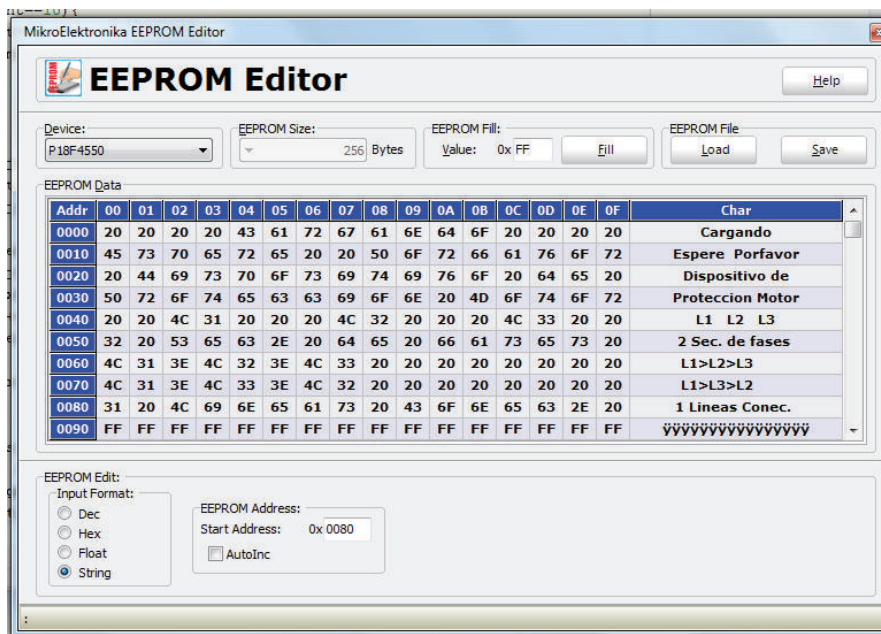 MikroElektronika EEPROM Editor
EEPROM
EEPROM Editor
Help
Device:
EEPROM Size:
EEPROM Fill:
EEPROM File
P18F4550
256 Bytes
Value: 0x FF
Fill
Load
Save
EEPROM Data
Addr 00 01 02 03 04 05 06 07 08 09 0A 0B 0C 0D 0E 0F Char
0000 20 20 20 20 43 61 72 67 61 6E 64 6F 20 20 20 20 Cargando
0010 45 73 70 65 72 65 20 20 50 6F 72 66 61 76 6F 72 Espere Porfavor
0020 20 44 69 73 70 6F 73 69 74 69 76 6F 20 64 65 20 Dispositivo de
0030 50 72 6F 74 65 63 63 69 6F 6E 20 4D 6F 74 6F 72 Proteccion Motor
0040 20 20 4C 31 20 20 20 4C 32 20 20 20 4C 33 20 20 L1 L2 L3
0050 32 20 53 65 63 2E 20 64 65 20 66 61 73 65 73 20 2 Sec. de fases
0060 4C 31 3E 4C 32 3E 4C 33 20 20 20 20 20 20 20 20 L1>L2>L3
0070 4C 31 3E 4C 33 3E 4C 32 20 20 20 20 20 20 20 20 L1>L3>L2
0080 31 20 4C 69 6E 65 61 73 20 43 6F 6E 65 63 2E 20 1 Lineas Conec.
0090 FF FF FF FF FF FF FF FF FF FF FF FF FF FF FF FF ÿÿÿÿÿÿÿÿÿÿÿÿÿÿÿÿ
EEPROM Edit:
Input Format:
Dec
Hex
Float
String
EEPROM Address:
Start Address: 0x 0080
AutoInc
: